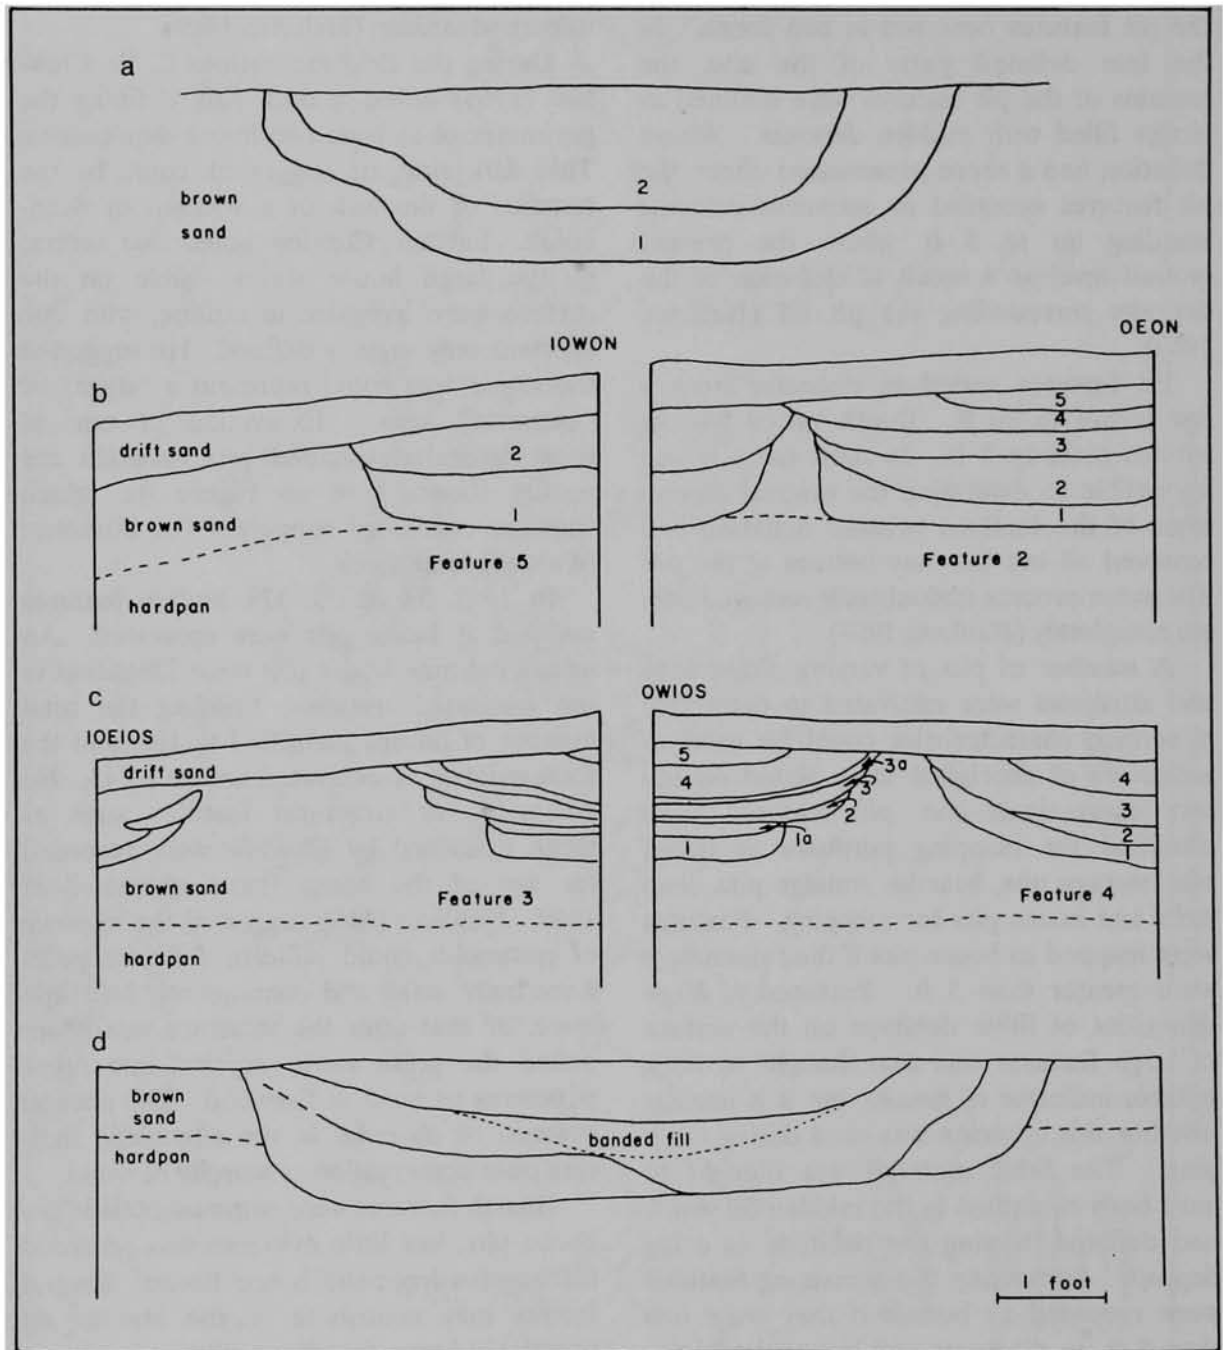 a
brown
sand
2
1
b
IOWON
OEON
drift sand
brown sand
hardpan
2
1
Feature 5
5
4
3
2
1
Feature 2
c
IOEIOS
OWIOS
drift sand
brown sand
hardpan
Feature 3
5
4
3a
3
2
1a
1
4
3
2
1
Feature 4
d
brown
sand
hardpan
banded fill
1 foot